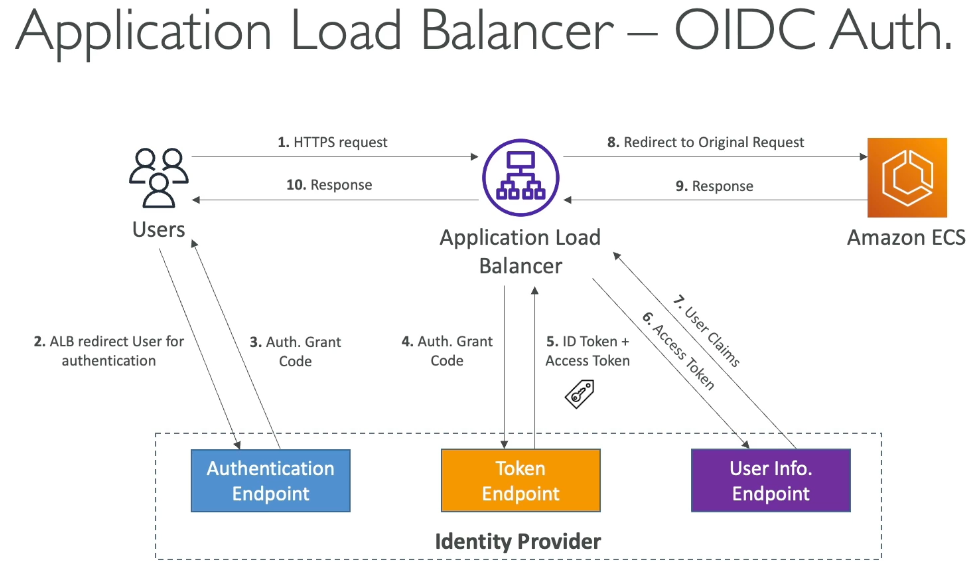 Application Load Balancer – OIDC Auth.
1. HTTPS request
8. Redirect to Original Request
10. Response
9. Response
Users
Application Load
Balancer
Amazon ECS
2. ALB redirect User for
authentication
3. Auth. Grant
Code
4. Auth. Grant
Code
5. ID Token +
Access Token
6. Access Token
7. User Claims
Authentication
Endpoint
Token
Endpoint
User Info.
Endpoint
Identity Provider